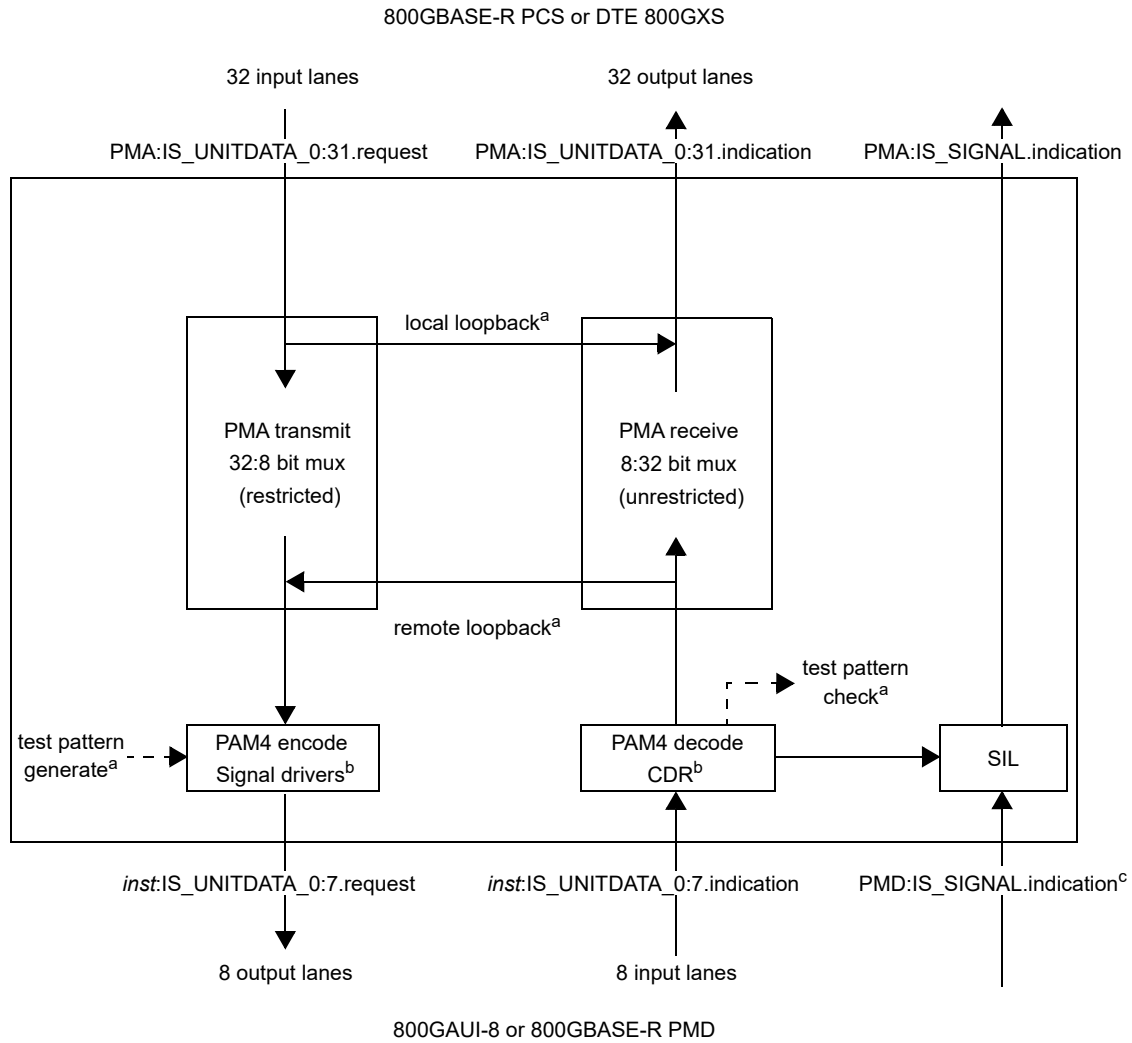 800GBASE-R PCS or DTE 800GXS
32 input lanes
32 output lanes
PMA:IS_UNITDATA_0:31.request
PMA:IS_UNITDATA_0:31.indication
PMA:IS_SIGNAL.indication
local loopbackᵃ
PMA transmit
32:8 bit mux
(restricted)
PMA receive
8:32 bit mux
(unrestricted)
remote loopbackᵃ
test pattern
checkᵃ
test pattern
generateᵃ
PAM4 encode
Signal driversᵇ
PAM4 decode
CDRᵇ
SIL
inst:IS_UNITDATA_0:7.request
inst:IS_UNITDATA_0:7.indication
PMD:IS_SIGNAL.indicationᶜ
8 output lanes
8 input lanes
800GAUI-8 or 800GBASE-R PMD